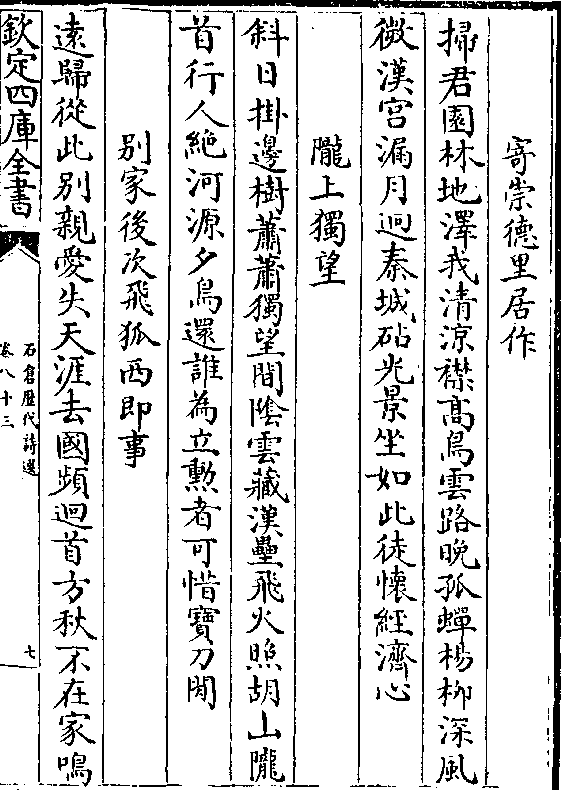 寄崇德里居作
掃君園林地澤我清涼襟高鳥雲路晚孤蟬楊柳深風
微漢宮漏月迥秦城砧光景坐如此徒懷經濟心
隴上獨望
斜日掛邊樹蕭蕭獨望間陰雲藏漢壘飛火照胡山隴
首行人絶河源夕鳥還誰為立勲者可惜寶刀閒
别家後次飛狐西即事
遠歸從此别親愛失天涯去國頻迴首方秋不在家鳴
欽定四庫全書
石倉歴代詩選
卷八十三
七